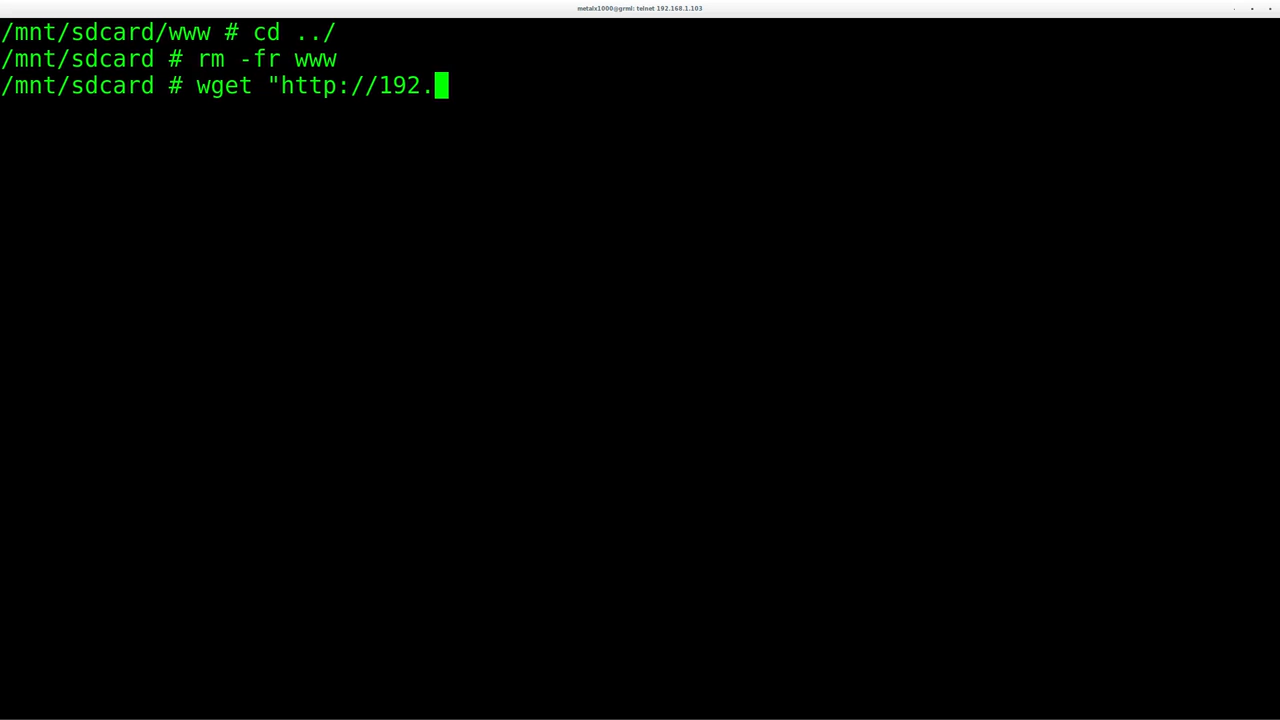 metalx1000@grml: telnet 192.168.1.103
/mnt/sdcard/www # cd ../
/mnt/sdcard # rm -fr www
/mnt/sdcard # wget "http://192.